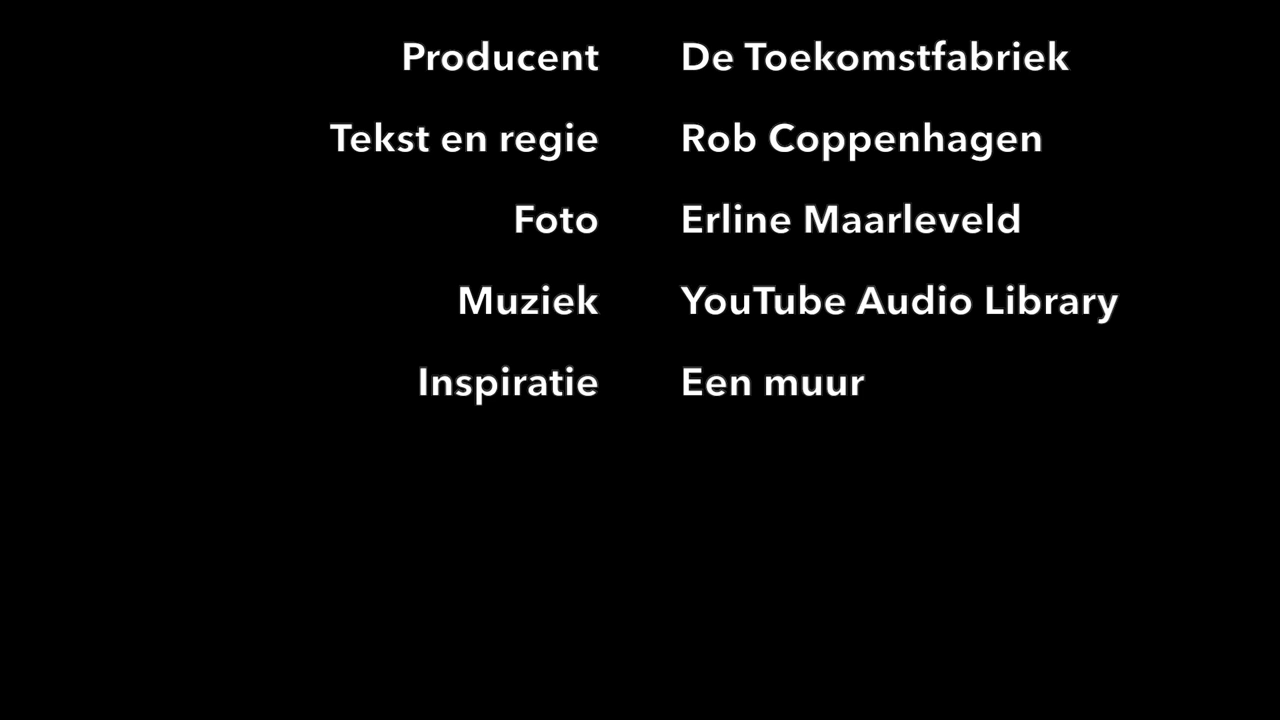 Producent De Toekomstfabriek
Tekst en regie Rob Coppenhagen
Foto Erline Maarleveld
Muziek YouTube Audio Library
Inspiratie Een muur